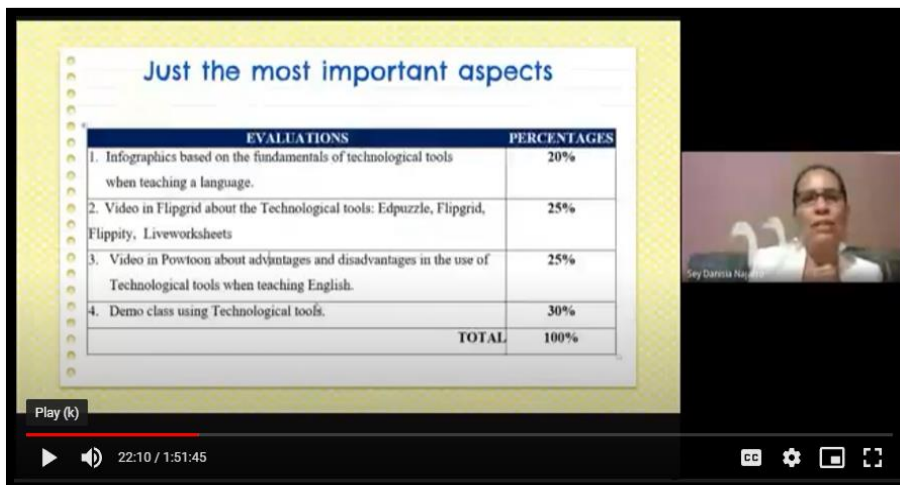 Just the most important aspects
EVALUATIONS PERCENTAGES
1. Infographics based on the fundamentals of technological tools 20%
when teaching a language.
2. Video in Flipgrid about the Technological tools: Edpuzzle, Flipgrid, 25%
Flippity, Liveworksheets
3. Video in Powtoon about advantages and disadvantages in the use of 25%
Technological tools when teaching English.
4. Demo class using Technological tools. 30%
TOTAL 100%
Sey Danisia
Play (k)
22:10 / 1:51:45
CC